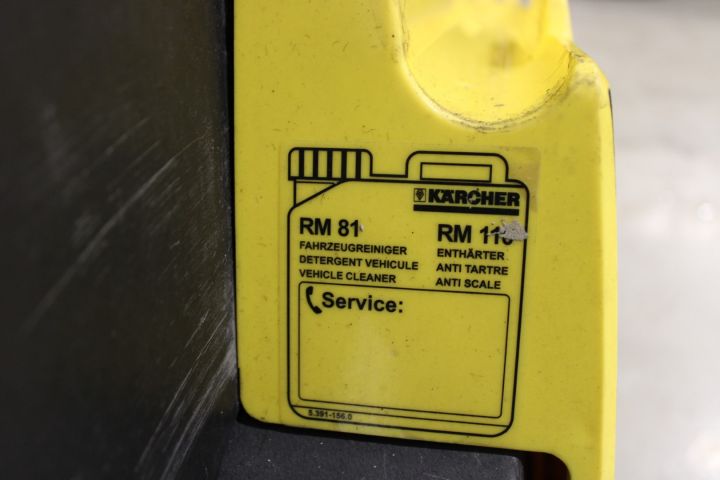 KÄRCHER
RM 81
FAHRZEUGREINIGER
DETERGENT VEHICULE
VEHICLE CLEANER
RM 110
ENTHÄRTER
ANTI TARTRE
ANTI SCALE
Service:
5.391-156.0